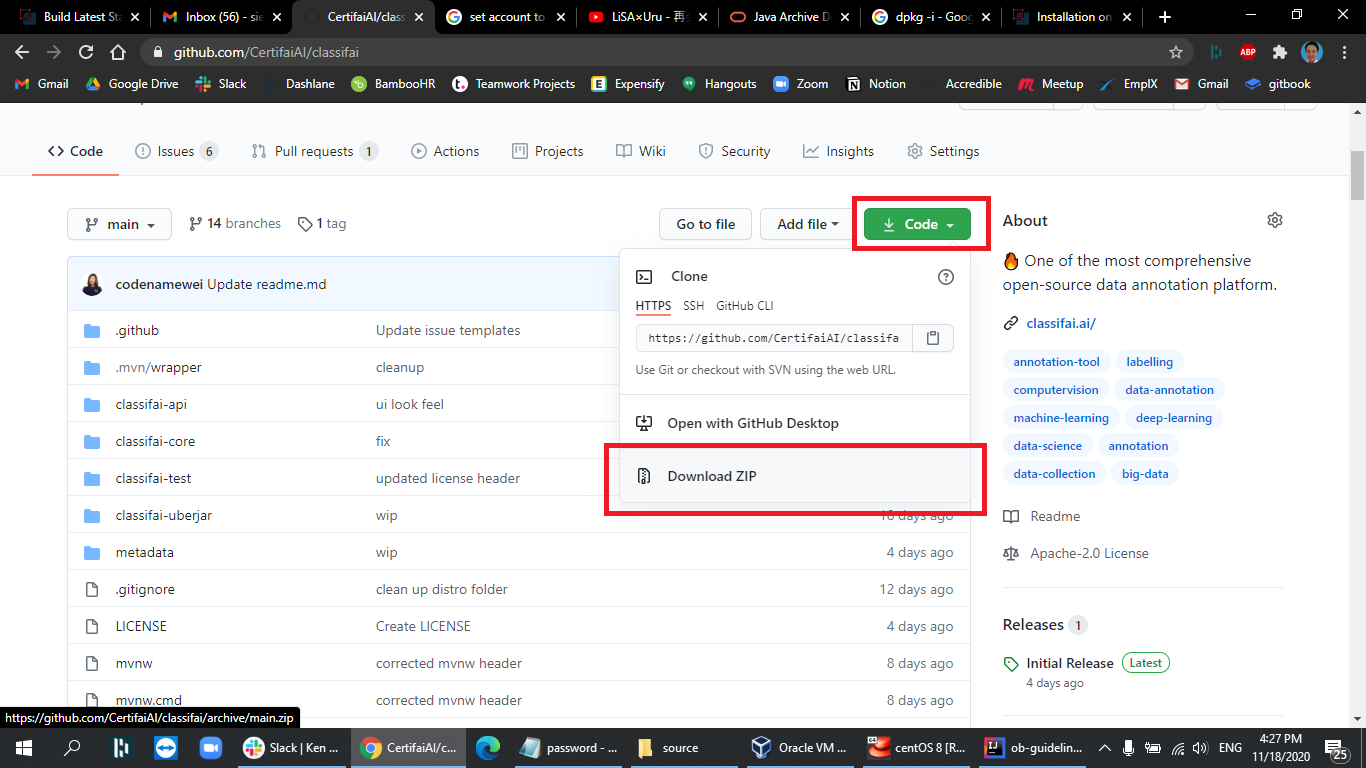 Build Latest Sta
Inbox (56) - sie
CertifaiAI/class
set account to
LiSA×Uru - 再
Java Archive D
dpkg -i - Goog
Installation on
github.com/CertifaiAI/classifai
ABP
Gmail
Google Drive
Slack
Dashlane
BambooHR
Teamwork Projects
Expensify
Hangouts
Zoom
Notion
Accredible
Meetup
EmplX
Gmail
gitbook
Code
Issues 6
Pull requests 1
Actions
Projects
Wiki
Security
Insights
Settings
main
14 branches
1 tag
Go to file
Add file
Code
codenamewei Update readme.md
.github Update issue templates
.mvn/wrapper cleanup
classifai-api ui look feel
classifai-core fix
classifai-test updated license header
classifai-uberjar wip 10 days ago
metadata wip 4 days ago
.gitignore clean up distro folder 12 days ago
LICENSE Create LICENSE 4 days ago
mvnw corrected mvnw header 8 days ago
mvnw.cmd corrected mvnw header 8 days ago
Clone
HTTPS SSH GitHub CLI
https://github.com/CertifaiAI/classifa
Use Git or checkout with SVN using the web URL.
Open with GitHub Desktop
Download ZIP
About
🔥 One of the most comprehensive
open-source data annotation platform.
classifai.ai/
annotation-tool labelling
computervision data-annotation
machine-learning deep-learning
data-science annotation
data-collection big-data
Readme
Apache-2.0 License
Releases 1
Initial Release Latest
4 days ago
https://github.com/CertifaiAI/classifai/archive/main.zip
Slack | Ken ...
CertifaiAI/c...
password - ...
source
Oracle VM ...
64
centOS 8 [R...
ob-guidelin...
ENG
4:27 PM
11/18/2020
25